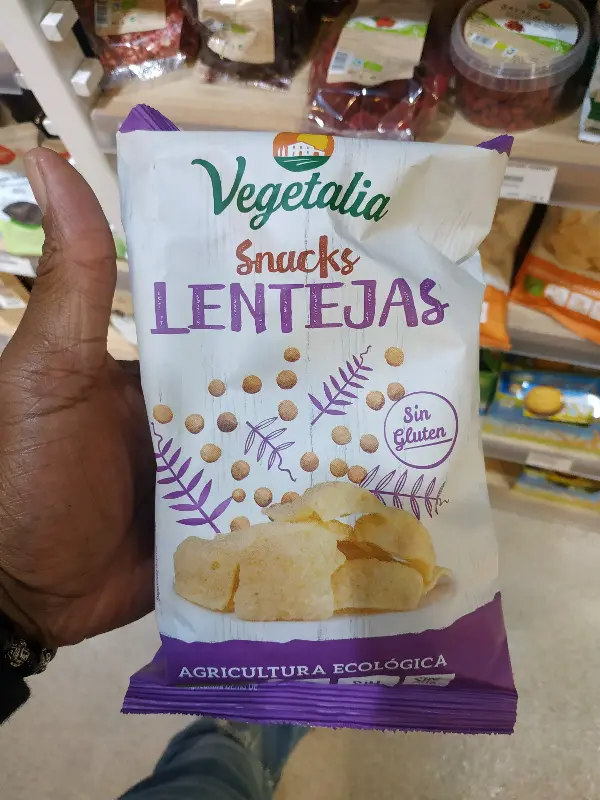 Vegetalia
Snacks
LENTEJAS
Sin
Gluten
AGRICULTURA ECOLÓGICA